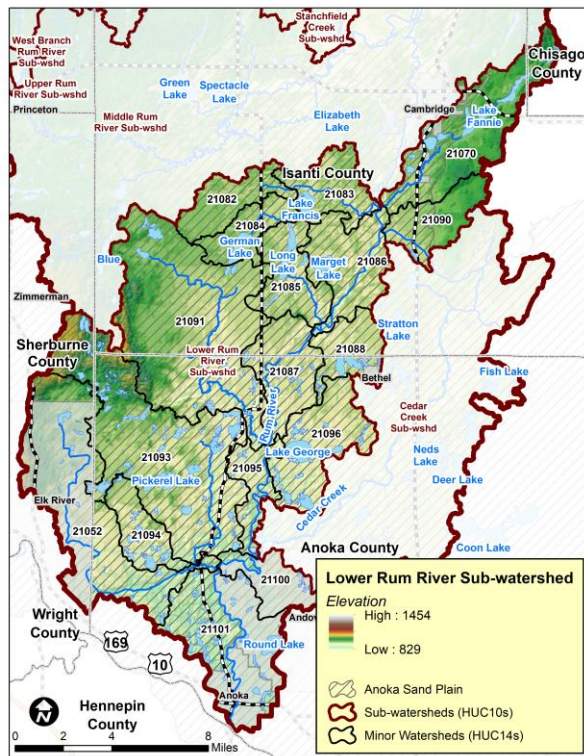 Stanchfield
Creek
Sub-wshd
West Branch
Rum River
Sub-wshd
Chisago
County
Green
Lake
Spectacle
Lake
Upper Rum
River Sub-wshd
Princeton
Cambridge
Lake
Fannie
Middle Rum
River Sub-wshd
Elizabeth
Lake
21070
Isanti County
21082
21083
Lake
Francis
21084
21090
German
Lake
Long
Lake
Marget
Lake
21086
Blue
21085
Zimmerman
21091
Stratton
Lake
Sherburne
County
Lower Rum
River
Sub-wshd
21088
21087
Bethel
Fish Lake
Rum River
Cedar
Creek
Sub-wshd
21096
21093
21095
Lake George
Neds
Lake
Pickerel Lake
Deer Lake
Elk River
Cedar Creek
21052
21094
Anoka County
Coon Lake
21100
Wright
County
Andov
21101
Round Lake
169
10
Anoka
Hennepin
County
N
0 2 4 8
Miles
Lower Rum River Sub-watershed
Elevation
High : 1454
Low : 829
Anoka Sand Plain
Sub-watersheds (HUC10s)
Minor Watersheds (HUC14s)